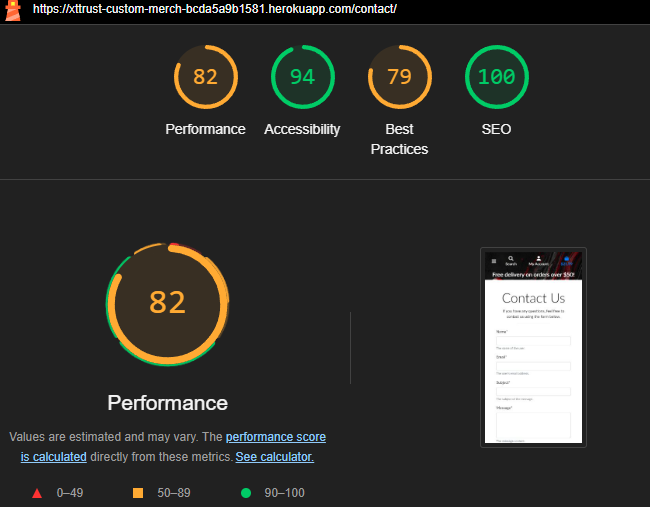 https://xttrust-custom-merch-bcda5a9b1581.herokuapp.com/contact/
82
94
79
100
Performance
Accessibility
Best
Practices
SEO
82
Performance
Values are estimated and may vary. The performance score
is calculated directly from these metrics. See calculator.
0–49
50–89
90–100
Search
My Account
Free delivery on orders over $50!
Contact Us
If you have any questions, feel free to
contact us using the form below.
Name*
Email*
Subject*
Message*